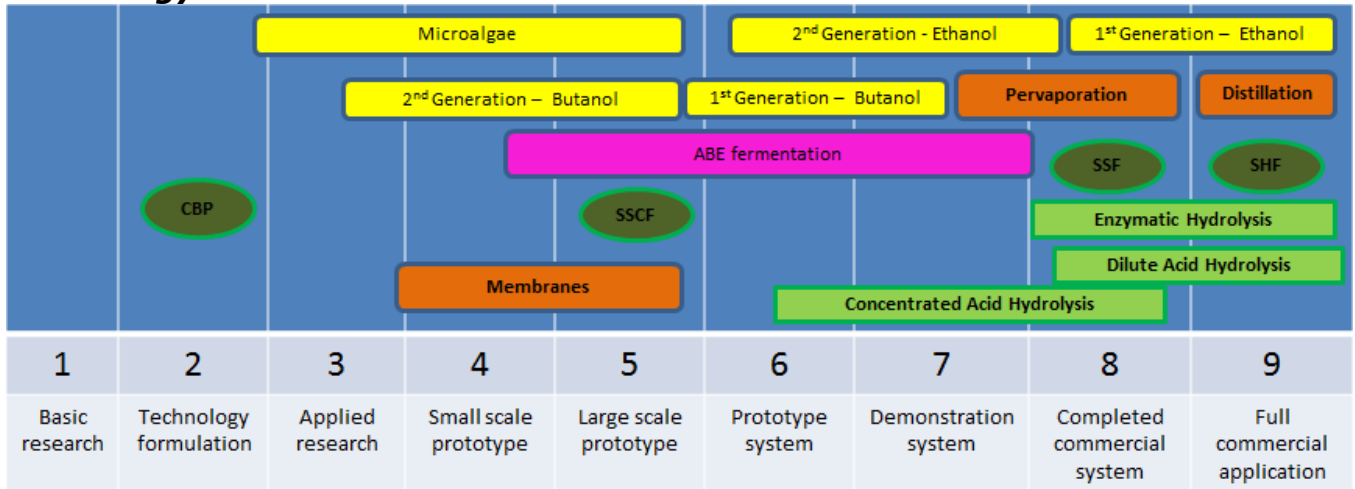 Microalgae
2nd Generation - Ethanol
1st Generation – Ethanol
2nd Generation – Butanol
1st Generation – Butanol
Pervaporation
Distillation
ABE fermentation
SSF
SHF
CBP
SSCF
Enzymatic Hydrolysis
Dilute Acid Hydrolysis
Membranes
Concentrated Acid Hydrolysis
1
2
3
4
5
6
7
8
9
Basic
research
Technology
formulation
Applied
research
Small scale
prototype
Large scale
prototype
Prototype
system
Demonstration
system
Completed
commercial
system
Full
commercial
application